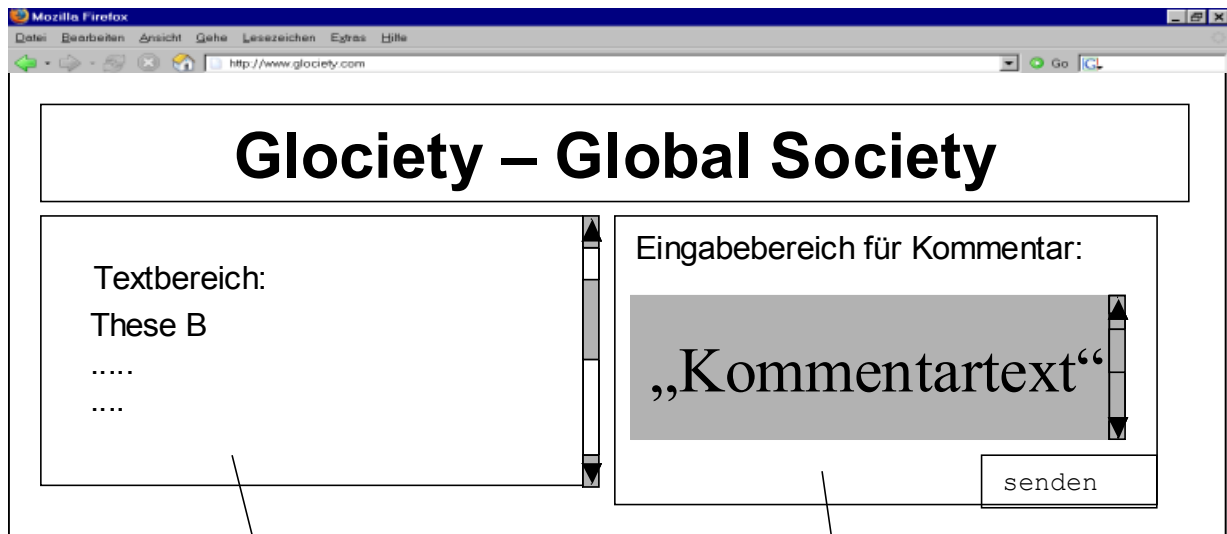 Mozilla Firefox
Datei Bearbeiten Ansicht Gehe Lesezeichen Extras Hilfe
http://www.glociety.com Go G
Glociety – Global Society
Textbereich:
These B
.....
....
Eingabebereich für Kommentar:
„Kommentartext“
senden